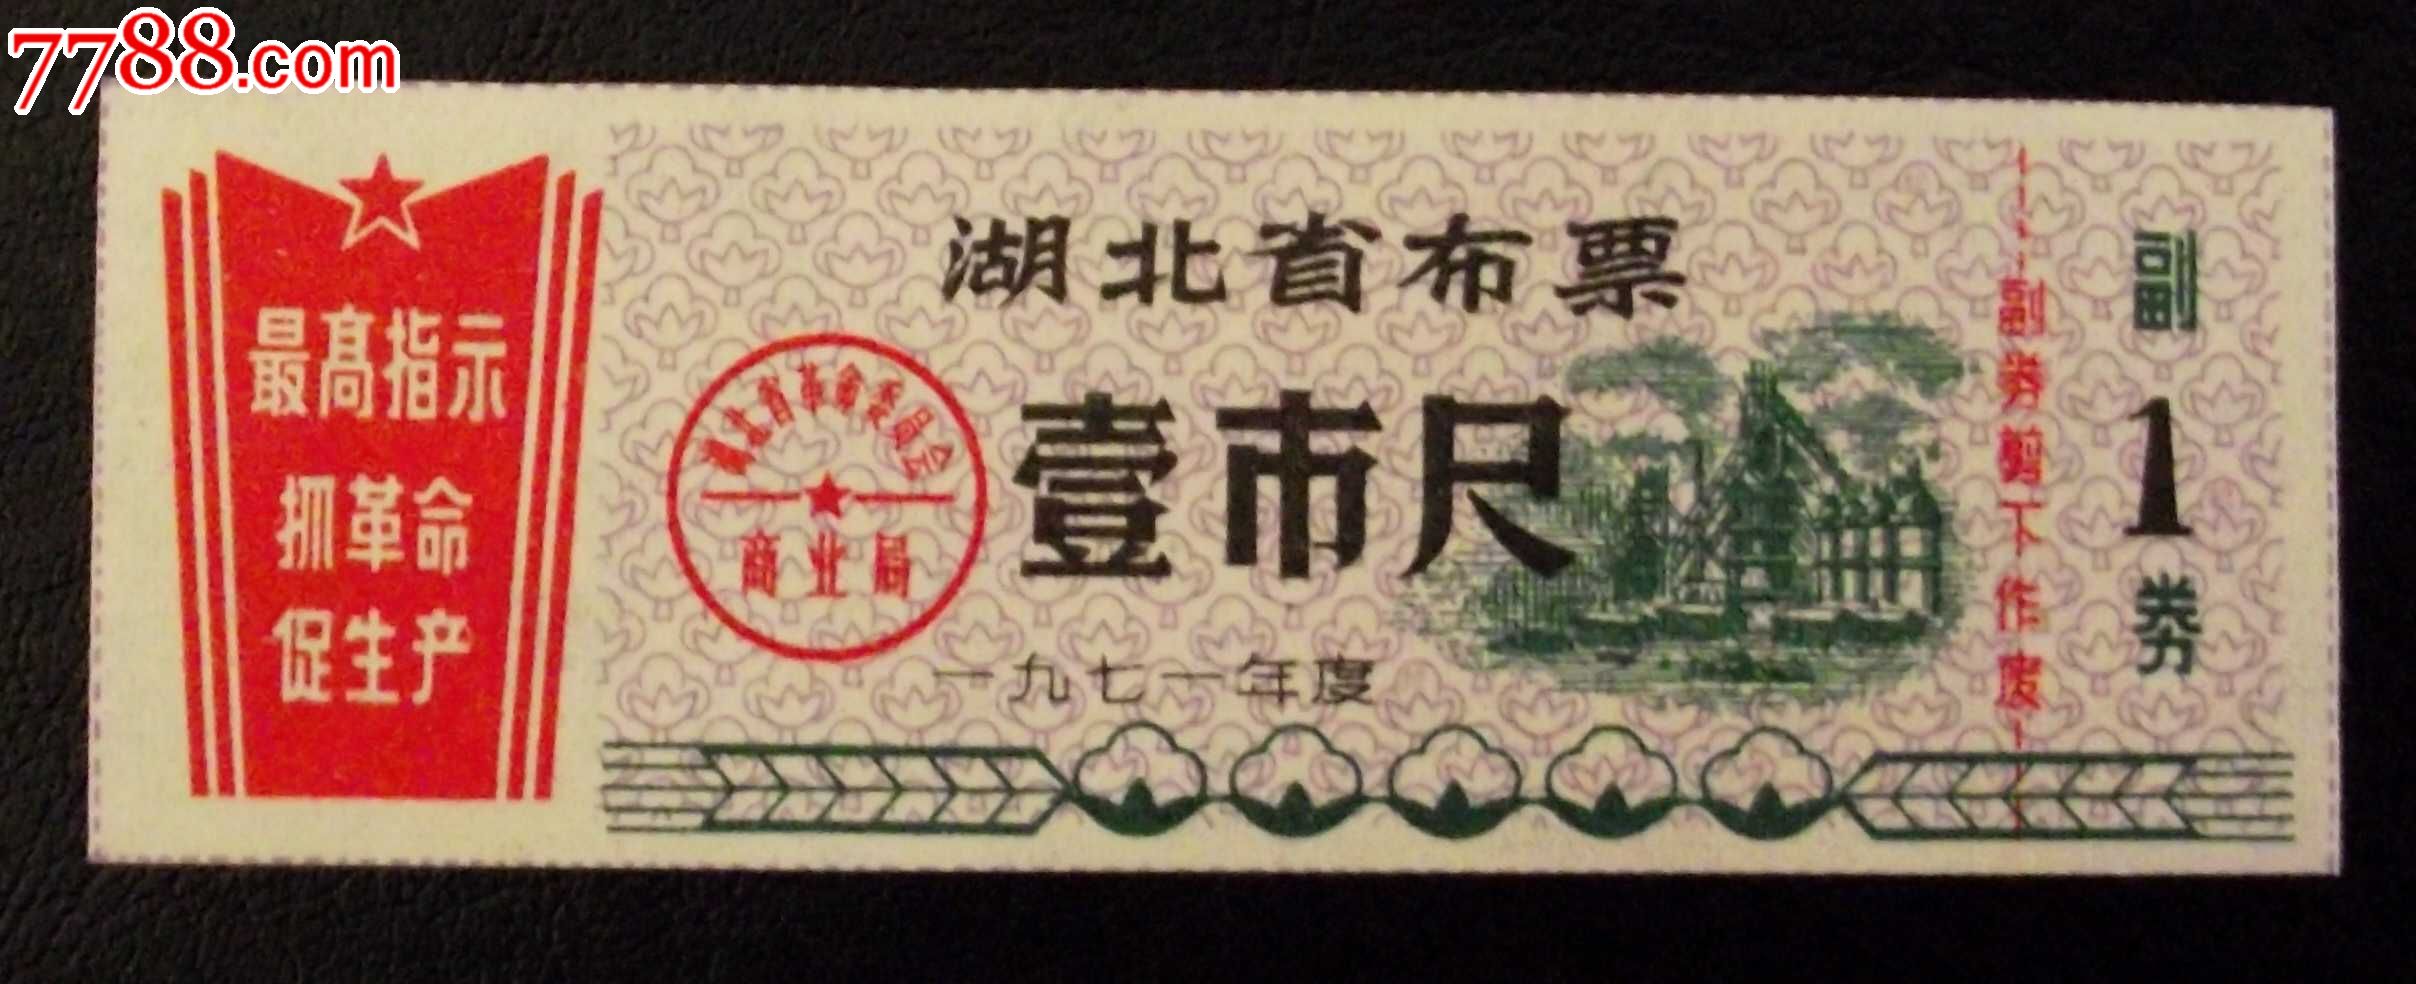 7788.com
最高指示
抓革命
促生产
湖北省布票
湖北省革命委员会
商业局
壹市尺
一九七一年度
副券剪下作废
副
1
券